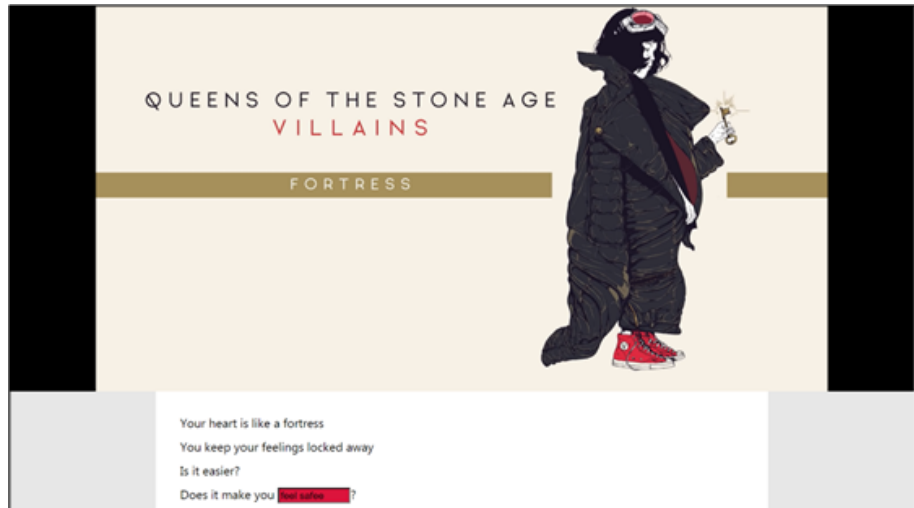 QUEENS OF THE STONE AGE
VILLAINS
FORTRESS
Your heart is like a fortress
You keep your feelings locked away
Is it easier?
Does it make you feel safee ?